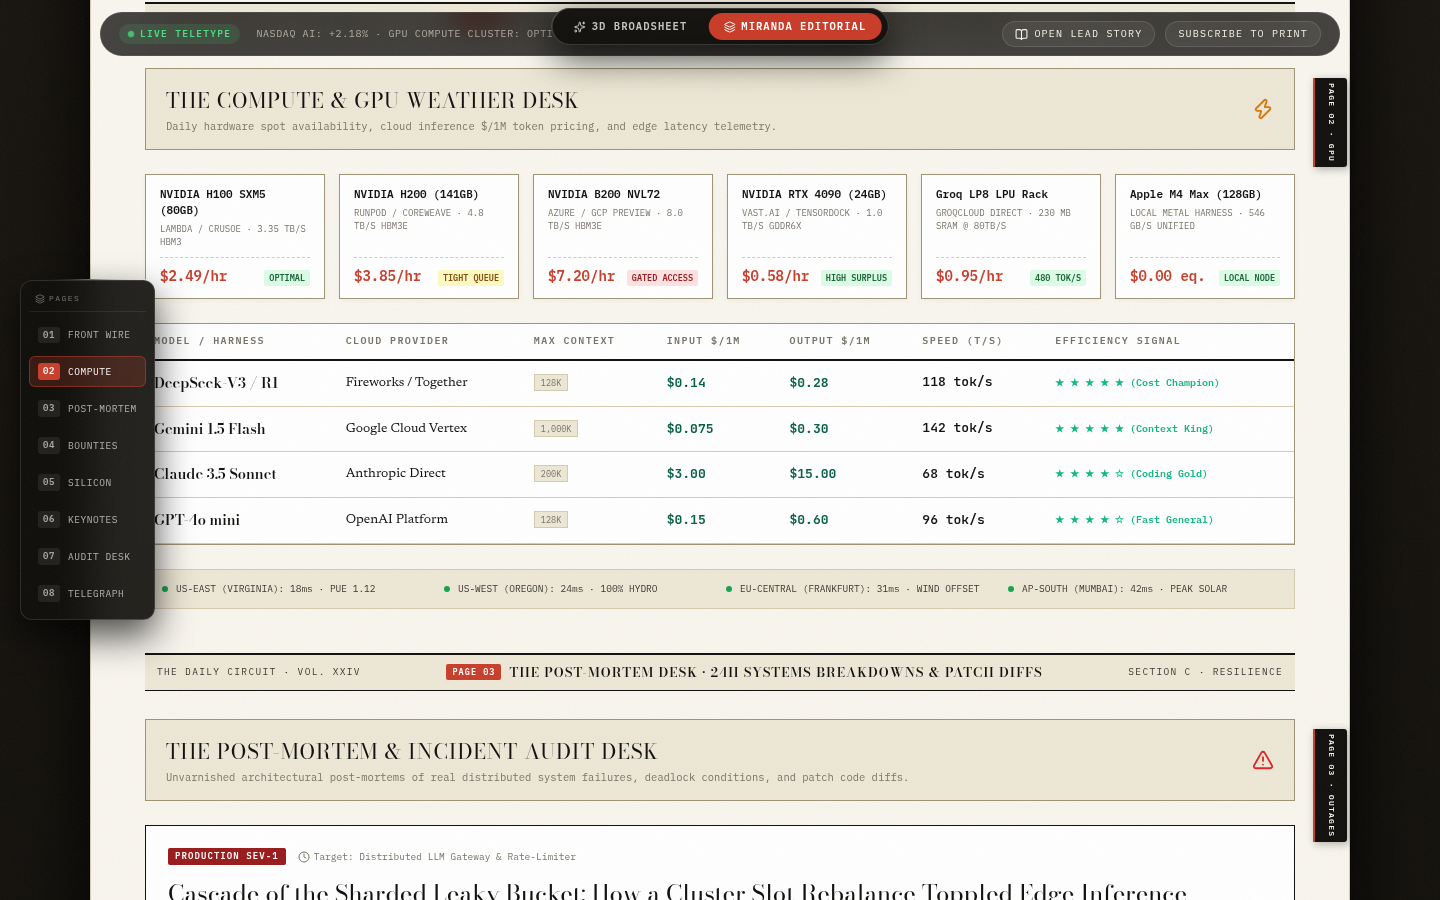 LIVE TELETYPE
NASDAQ AI: +2.18% · GPU COMPUTE CLUSTER: OPTI
3D BROADSHEET
MIRANDA EDITORIAL
OPEN LEAD STORY
SUBSCRIBE TO PRINT
THE COMPUTE & GPU WEATHER DESK
Daily hardware spot availability, cloud inference $/1M token pricing, and edge latency telemetry.
PAGE 02 · GPU
NVIDIA H100 SXM5
(80GB)
LAMBDA / CRUSOE · 3.35 TB/S
HBM3
$2.49/hr
OPTIMAL
NVIDIA H200 (141GB)
RUNPOD / COREWEAVE · 4.8
TB/S HBM3E
$3.85/hr
TIGHT QUEUE
NVIDIA B200 NVL72
AZURE / GCP PREVIEW · 8.0
TB/S HBM3E
$7.20/hr
GATED ACCESS
NVIDIA RTX 4090 (24GB)
VAST.AI / TENSORDOCK · 1.0
TB/S GDDR6X
$0.58/hr
HIGH SURPLUS
Groq LP8 LPU Rack
GROQCLOUD DIRECT · 230 MB
SRAM @ 80TB/S
$0.95/hr
480 TOK/S
Apple M4 Max (128GB)
LOCAL METAL HARNESS · 546
GB/S UNIFIED
$0.00 eq.
LOCAL NODE
PAGES
01 FRONT WIRE
02 COMPUTE
03 POST-MORTEM
04 BOUNTIES
05 SILICON
06 KEYNOTES
07 AUDIT DESK
08 TELEGRAPH
MODEL / HARNESS CLOUD PROVIDER MAX CONTEXT INPUT $/1M OUTPUT $/1M SPEED (T/S) EFFICIENCY SIGNAL
DeepSeek-V3 / R1 Fireworks / Together 128K $0.14 $0.28 118 tok/s ★★★★★ (Cost Champion)
Gemini 1.5 Flash Google Cloud Vertex 1,000K $0.075 $0.30 142 tok/s ★★★★★ (Context King)
Claude 3.5 Sonnet Anthropic Direct 200K $3.00 $15.00 68 tok/s ★★★★☆ (Coding Gold)
GPT-4o mini OpenAI Platform 128K $0.15 $0.60 96 tok/s ★★★★☆ (Fast General)
US-EAST (VIRGINIA): 18ms · PUE 1.12
US-WEST (OREGON): 24ms · 100% HYDRO
EU-CENTRAL (FRANKFURT): 31ms · WIND OFFSET
AP-SOUTH (MUMBAI): 42ms · PEAK SOLAR
THE DAILY CIRCUIT · VOL. XXIV
PAGE 03 THE POST-MORTEM DESK · 24H SYSTEMS BREAKDOWNS & PATCH DIFFS
SECTION C · RESILIENCE
THE POST-MORTEM & INCIDENT AUDIT DESK
Unvarnished architectural post-mortems of real distributed system failures, deadlock conditions, and patch code diffs.
PAGE 03 · OUTAGES
PRODUCTION SEV-1
Target: Distributed LLM Gateway & Rate-Limiter
Cascade of the Sharded Leaky Bucket: How a Cluster Slot Rebalance Toppled Edge Inference